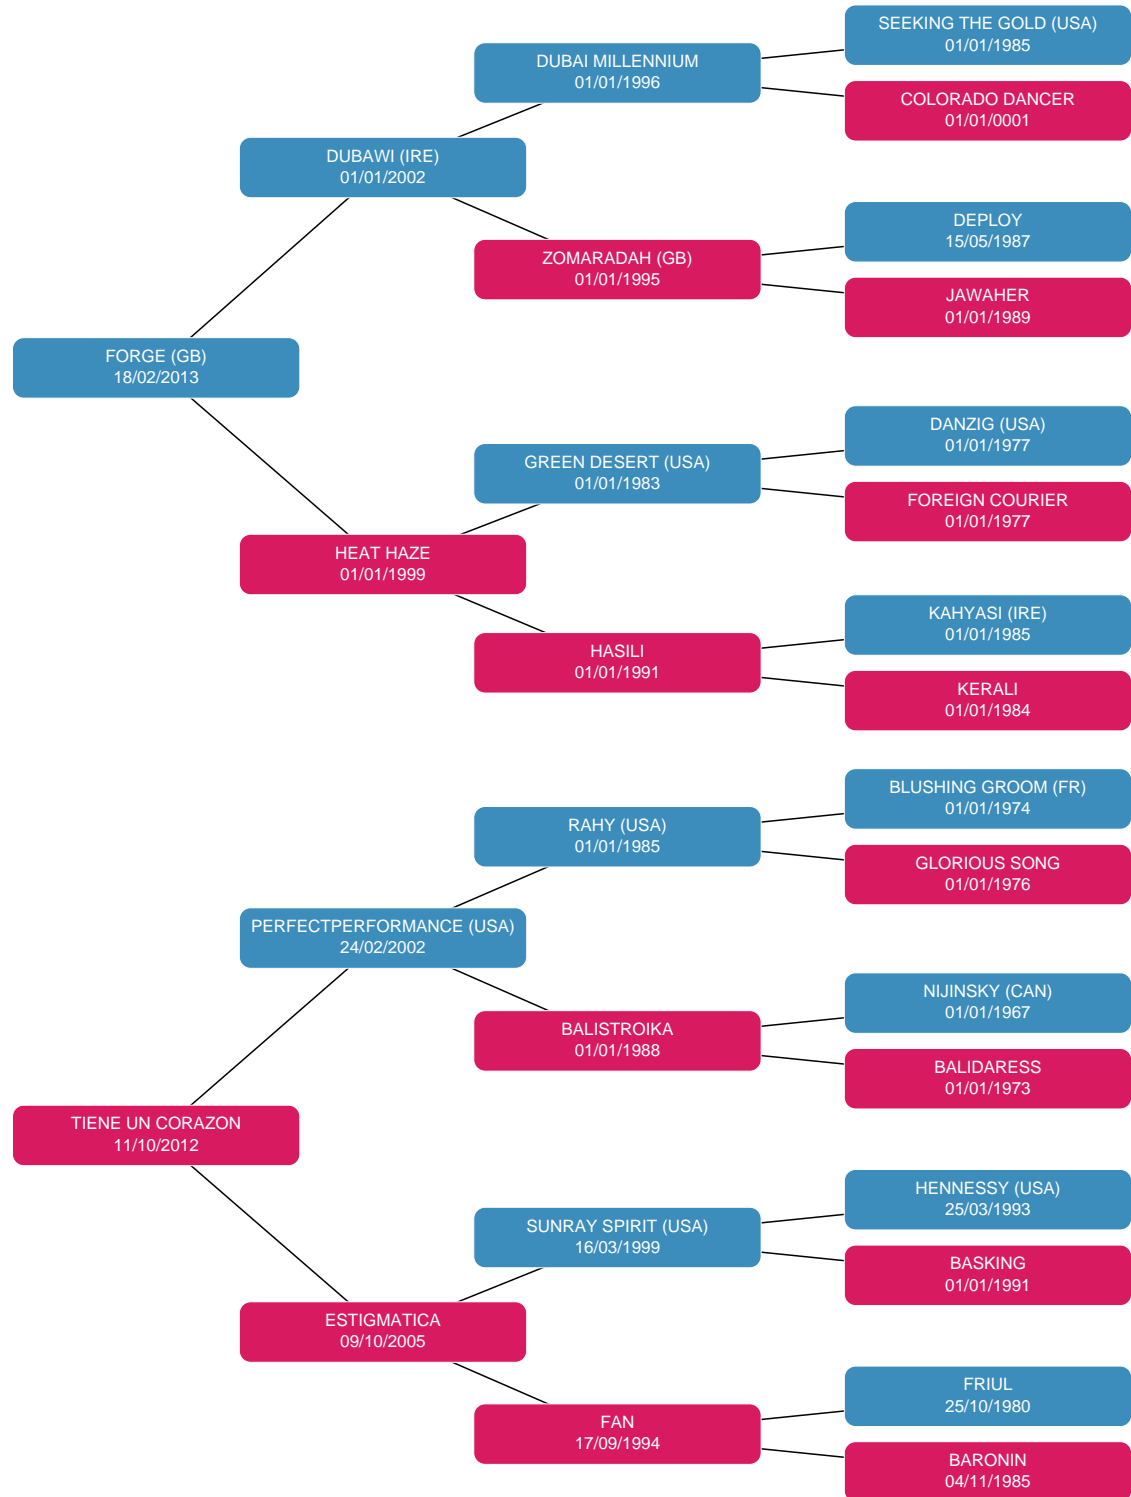 SEEKING THE GOLD (USA)
01/01/1985
DUBAI MILLENNIUM
01/01/1996
COLORADO DANCER
01/01/0001
DUBAWI (IRE)
01/01/2002
DEPLOY
15/05/1987
ZOMARADAH (GB)
01/01/1995
JAWAHER
01/01/1989
FORGE (GB)
18/02/2013
DANZIG (USA)
01/01/1977
GREEN DESERT (USA)
01/01/1983
FOREIGN COURIER
01/01/1977
HEAT HAZE
01/01/1999
KAHYASI (IRE)
01/01/1985
HASILI
01/01/1991
KERALI
01/01/1984
BLUSHING GROOM (FR)
01/01/1974
RAHY (USA)
01/01/1985
GLORIOUS SONG
01/01/1976
PERFECTPERFORMANCE (USA)
24/02/2002
NIJINSKY (CAN)
01/01/1967
BALISTROIKA
01/01/1988
BALIDARESS
01/01/1973
TIENE UN CORAZON
11/10/2012
HENNESSY (USA)
25/03/1993
SUNRAY SPIRIT (USA)
16/03/1999
BASKING
01/01/1991
ESTIGMATICA
09/10/2005
FRIUL
25/10/1980
FAN
17/09/1994
BARONIN
04/11/1985